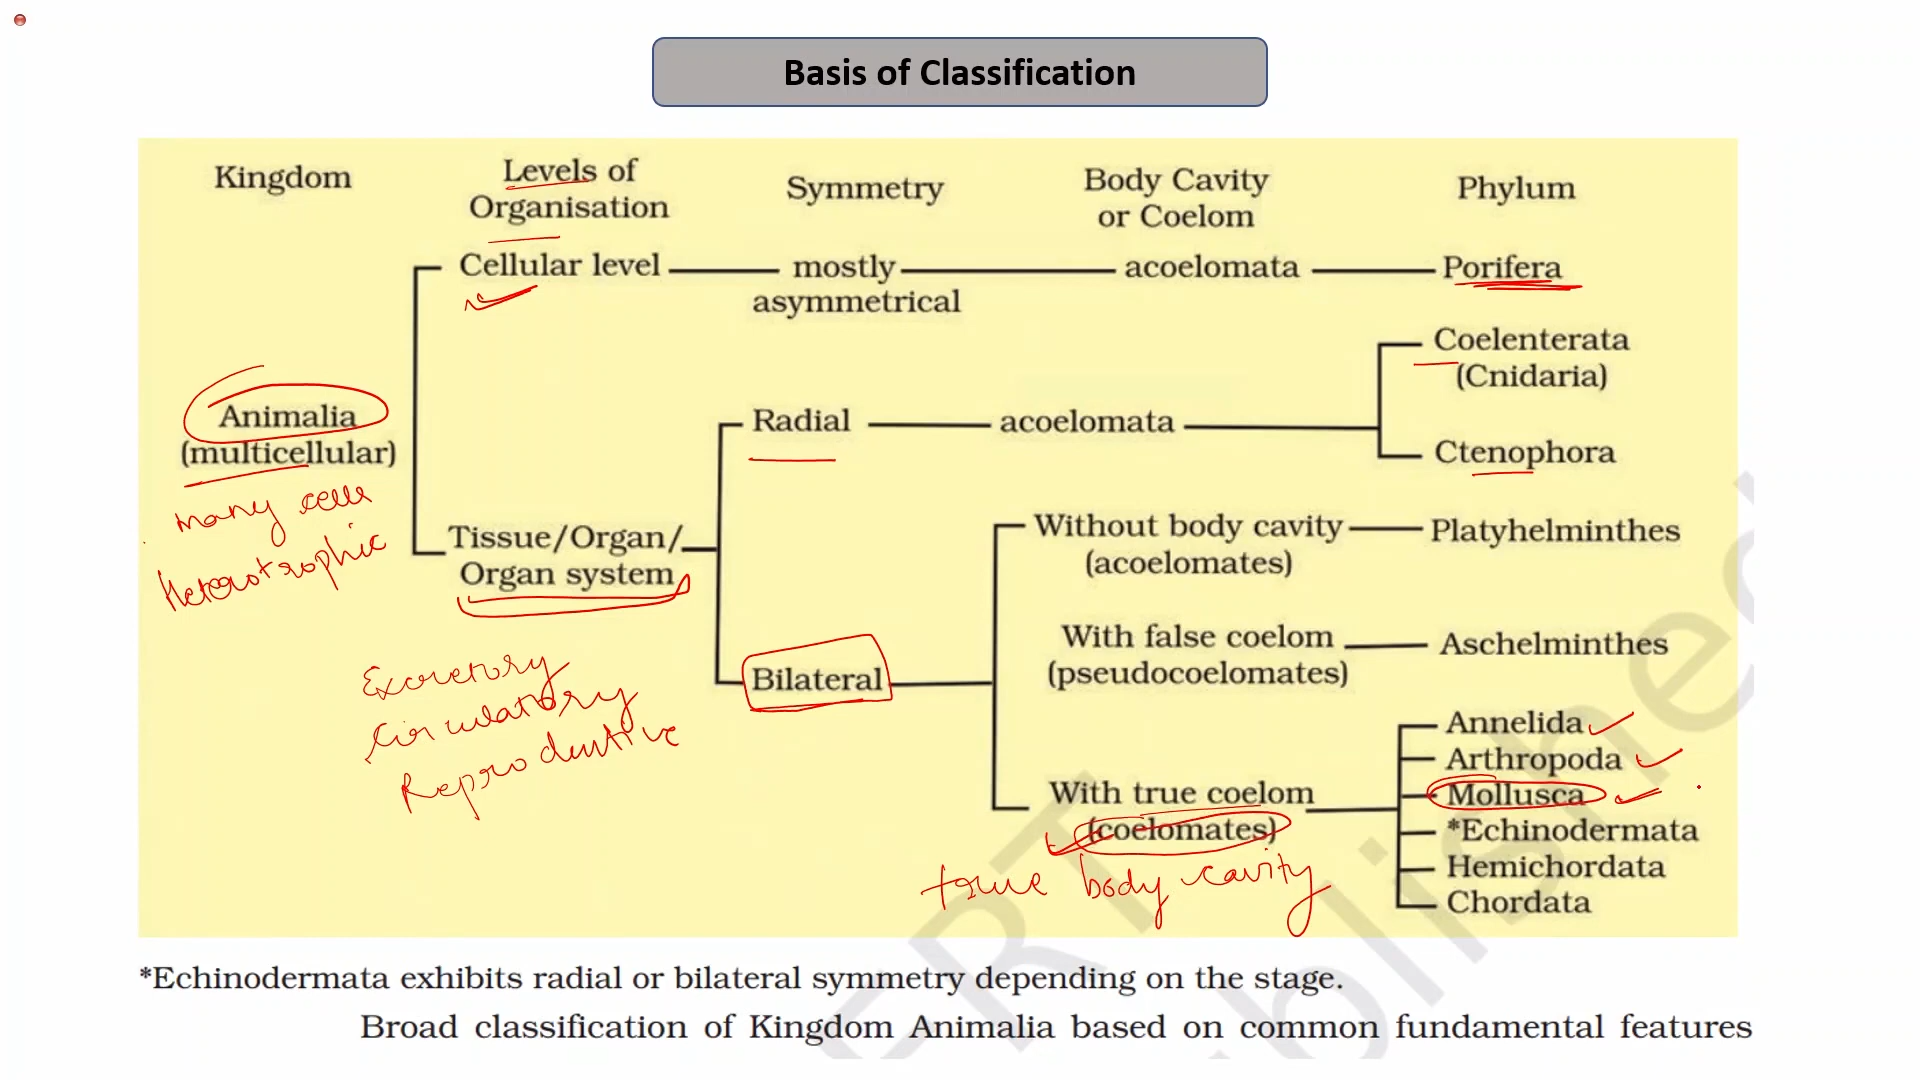 Basis of Classification
Kingdom
Levels of
Organisation
Symmetry
Body Cavity
or Coelom
Phylum
Cellular level
mostly
asymmetrical
acoelomata
Porifera
Animalia
(multicellular)
many cells
Heterotrophic
Tissue/Organ/
Organ system
Excretory
Circulatory
Reproductive
Radial
acoelomata
Coelenterata
(Cnidaria)
Ctenophora
Bilateral
Without body cavity
(acoelomates)
Platyhelminthes
With false coelom
(pseudocoelomates)
Aschelminthes
With true coelom
(coelomates)
true body cavity
Annelida
Arthropoda
Mollusca
*Echinodermata
Hemichordata
Chordata
*Echinodermata exhibits radial or bilateral symmetry depending on the stage.
Broad classification of Kingdom Animalia based on common fundamental features